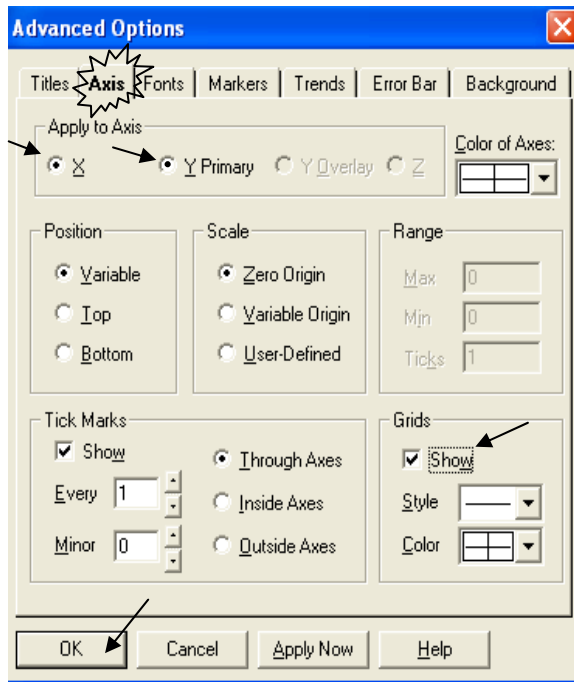 Advanced Options
Titles Axis Fonts Markers Trends Error Bar Background
Apply to Axis
X Y Primary Y Overlay Z
Color of Axes:
Position
Variable
Top
Bottom
Scale
Zero Origin
Variable Origin
User-Defined
Range
Max 0
Min 0
Ticks 1
Tick Marks
Show
Every 1
Minor 0
Through Axes
Inside Axes
Outside Axes
Grids
Show
Style
Color
OK Cancel Apply Now Help